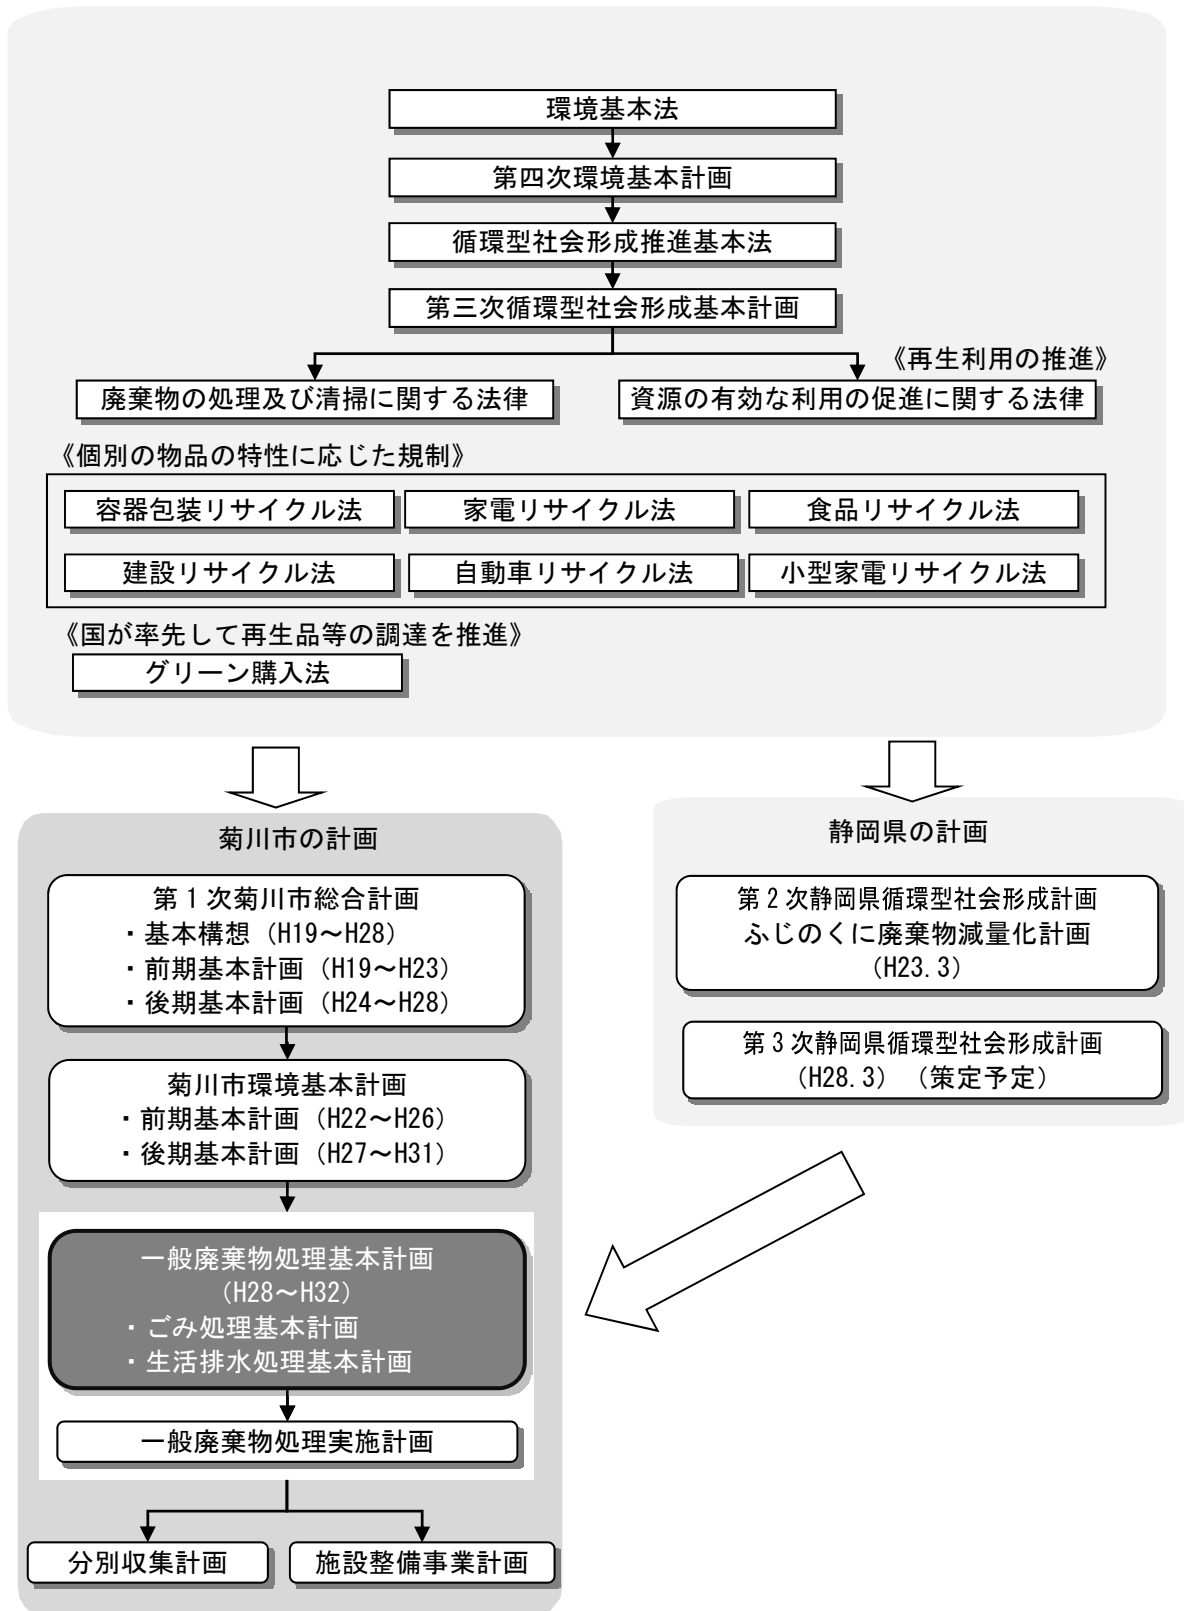 環境基本法
第四次環境基本計画
循環型社会形成推進基本法
第三次循環型社会形成基本計画
《再生利用の推進》
廃棄物の処理及び清掃に関する法律
資源の有効な利用の促進に関する法律
《個別の物品の特性に応じた規制》
容器包装リサイクル法
家電リサイクル法
食品リサイクル法
建設リサイクル法
自動車リサイクル法
小型家電リサイクル法
《国が率先して再生品等の調達を推進》
グリーン購入法
菊川市の計画
第1次菊川市総合計画
・基本構想（H19～H28）
・前期基本計画（H19～H23）
・後期基本計画（H24～H28）
菊川市環境基本計画
・前期基本計画（H22～H26）
・後期基本計画（H27～H31）
一般廃棄物処理基本計画
（H28～H32）
・ごみ処理基本計画
・生活排水処理基本計画
一般廃棄物処理実施計画
分別収集計画
施設整備事業計画
静岡県の計画
第2次静岡県循環型社会形成計画
ふじのくに廃棄物減量化計画
（H23.3）
第3次静岡県循環型社会形成計画
（H28.3）（策定予定）